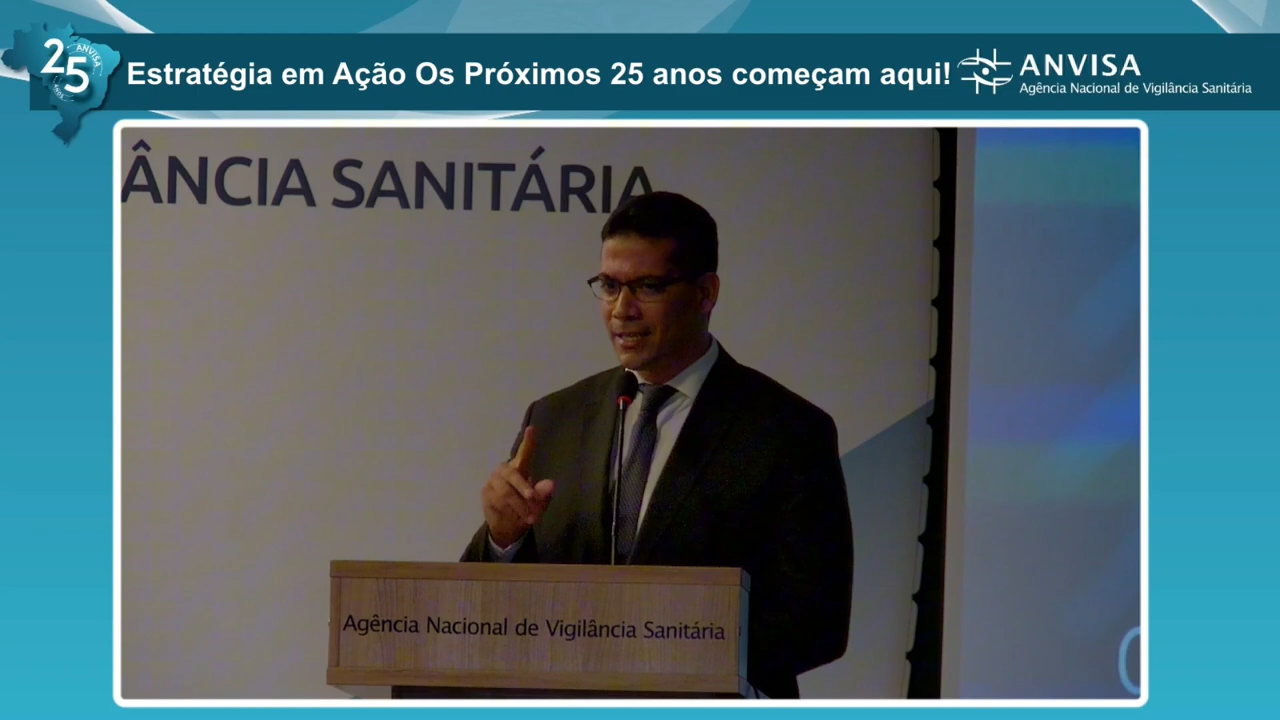 25
ANVISA
ANOS
Estratégia em Ação Os Próximos 25 anos começam aqui!
ANVISA
Agência Nacional de Vigilância Sanitária
ÂNCIA SANITÁRIA
Agência Nacional de Vigilância Sanitária